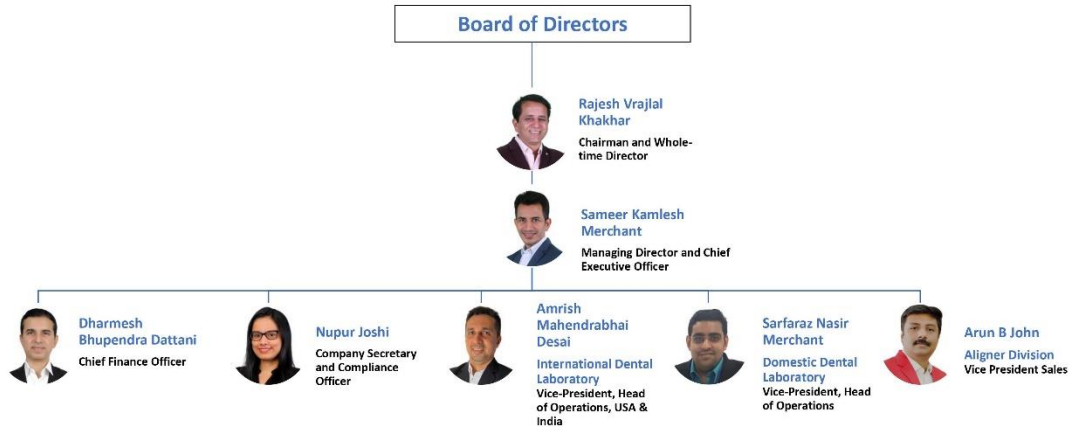 Board of Directors
Rajesh Vrajlal
Khakhar
Chairman and Whole-
time Director
Sameer Kamlesh
Merchant
Managing Director and Chief
Executive Officer
Dharmesh
Bhupendra Dattani
Chief Finance Officer
Nupur Joshi
Company Secretary
and Compliance
Officer
Amrish
Mahendrabhai
Desai
International Dental
Laboratory
Vice-President, Head
of Operations, USA &
India
Sarfaraz Nasir
Merchant
Domestic Dental
Laboratory
Vice-President, Head
of Operations
Arun B John
Aligner Division
Vice President Sales